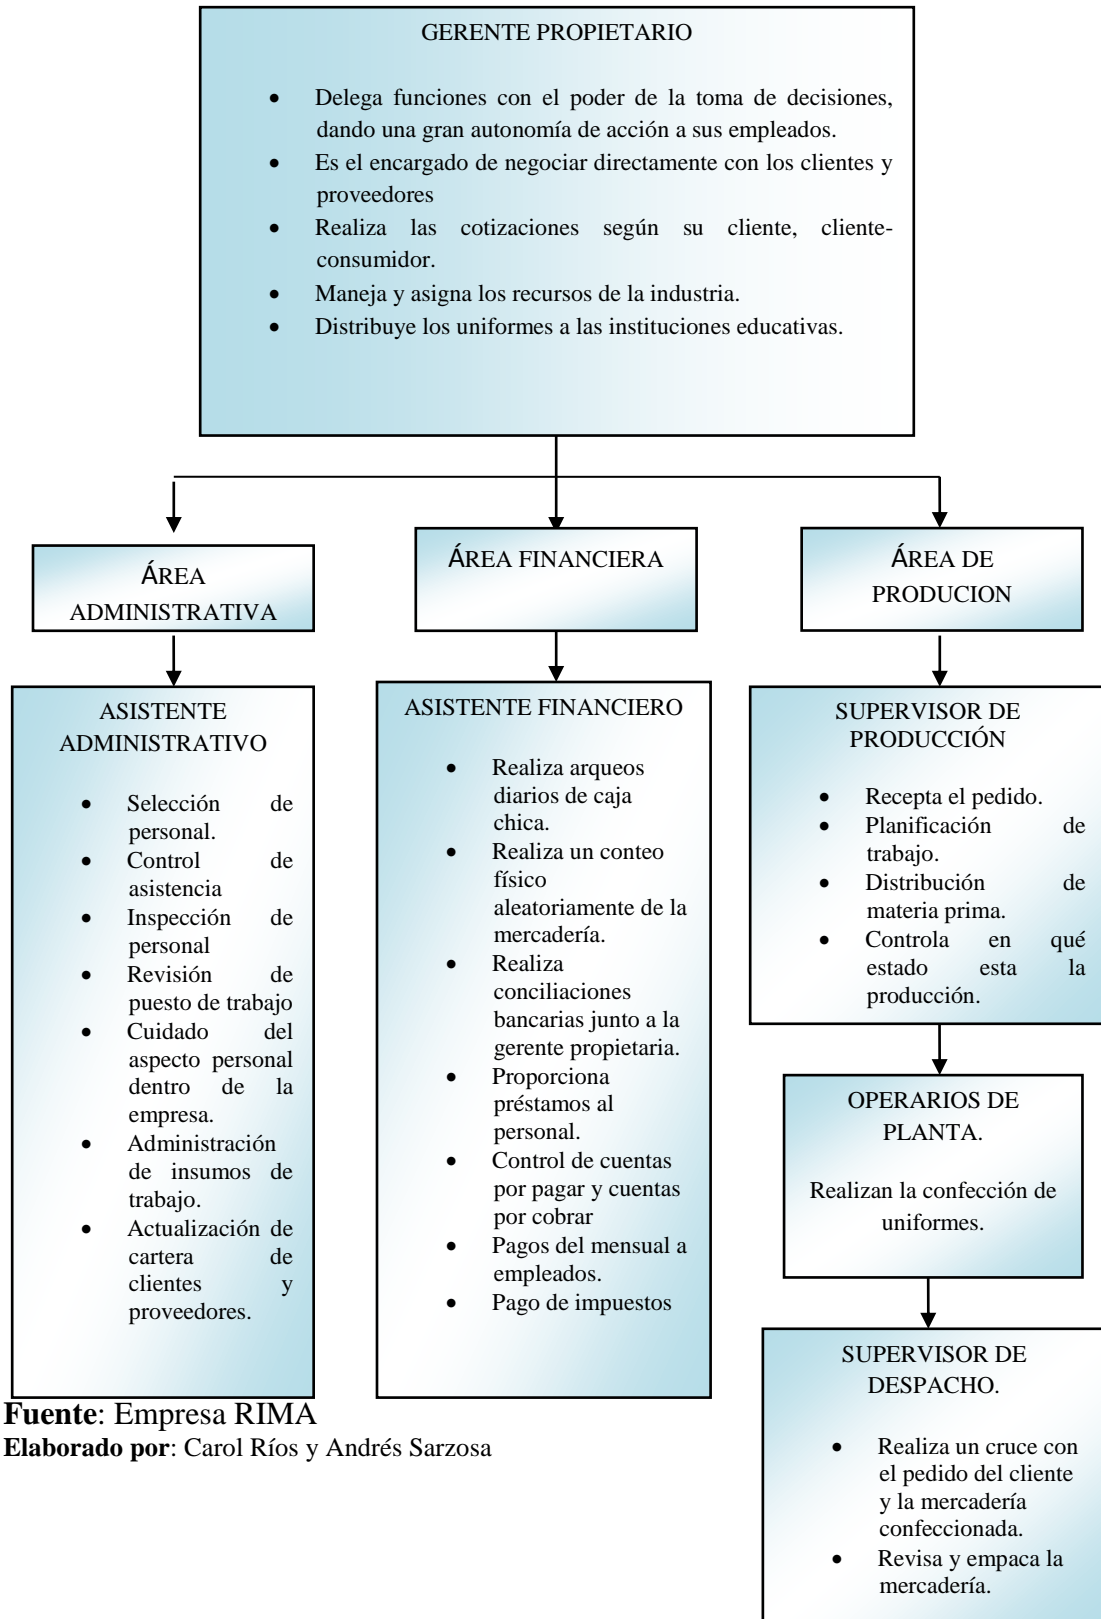 GERENTE PROPIETARIO
• Delega funciones con el poder de la toma de decisiones,
dando una gran autonomía de acción a sus empleados.
• Es el encargado de negociar directamente con los clientes y
proveedores
• Realiza las cotizaciones según su cliente, cliente-
consumidor.
• Maneja y asigna los recursos de la industria.
• Distribuye los uniformes a las instituciones educativas.
ÁREA
ADMINISTRATIVA
ÁREA FINANCIERA
ÁREA DE
PRODUCION
ASISTENTE
ADMINISTRATIVO
• Selección de
personal.
• Control de
asistencia
• Inspección de
personal
• Revisión de
puesto de trabajo
• Cuidado del
aspecto personal
dentro de la
empresa.
• Administración
de insumos de
trabajo.
• Actualización de
cartera de
clientes y
proveedores.
ASISTENTE FINANCIERO
• Realiza arqueos
diarios de caja
chica.
• Realiza un conteo
físico
aleatoriamente de la
mercadería.
• Realiza
conciliaciones
bancarias junto a la
gerente propietaria.
• Proporciona
préstamos al
personal.
• Control de cuentas
por pagar y cuentas
por cobrar
• Pagos del mensual a
empleados.
• Pago de impuestos
SUPERVISOR DE
PRODUCCIÓN
• Recepta el pedido.
• Planificación de
trabajo.
• Distribución de
materia prima.
• Controla en qué
estado esta la
producción.
OPERARIOS DE
PLANTA.
Realizan la confección de
uniformes.
SUPERVISOR DE
DESPACHO.
• Realiza un cruce con
el pedido del cliente
y la mercadería
confeccionada.
• Revisa y empaca la
mercadería.
Fuente: Empresa RIMA
Elaborado por: Carol Ríos y Andrés Sarzosa